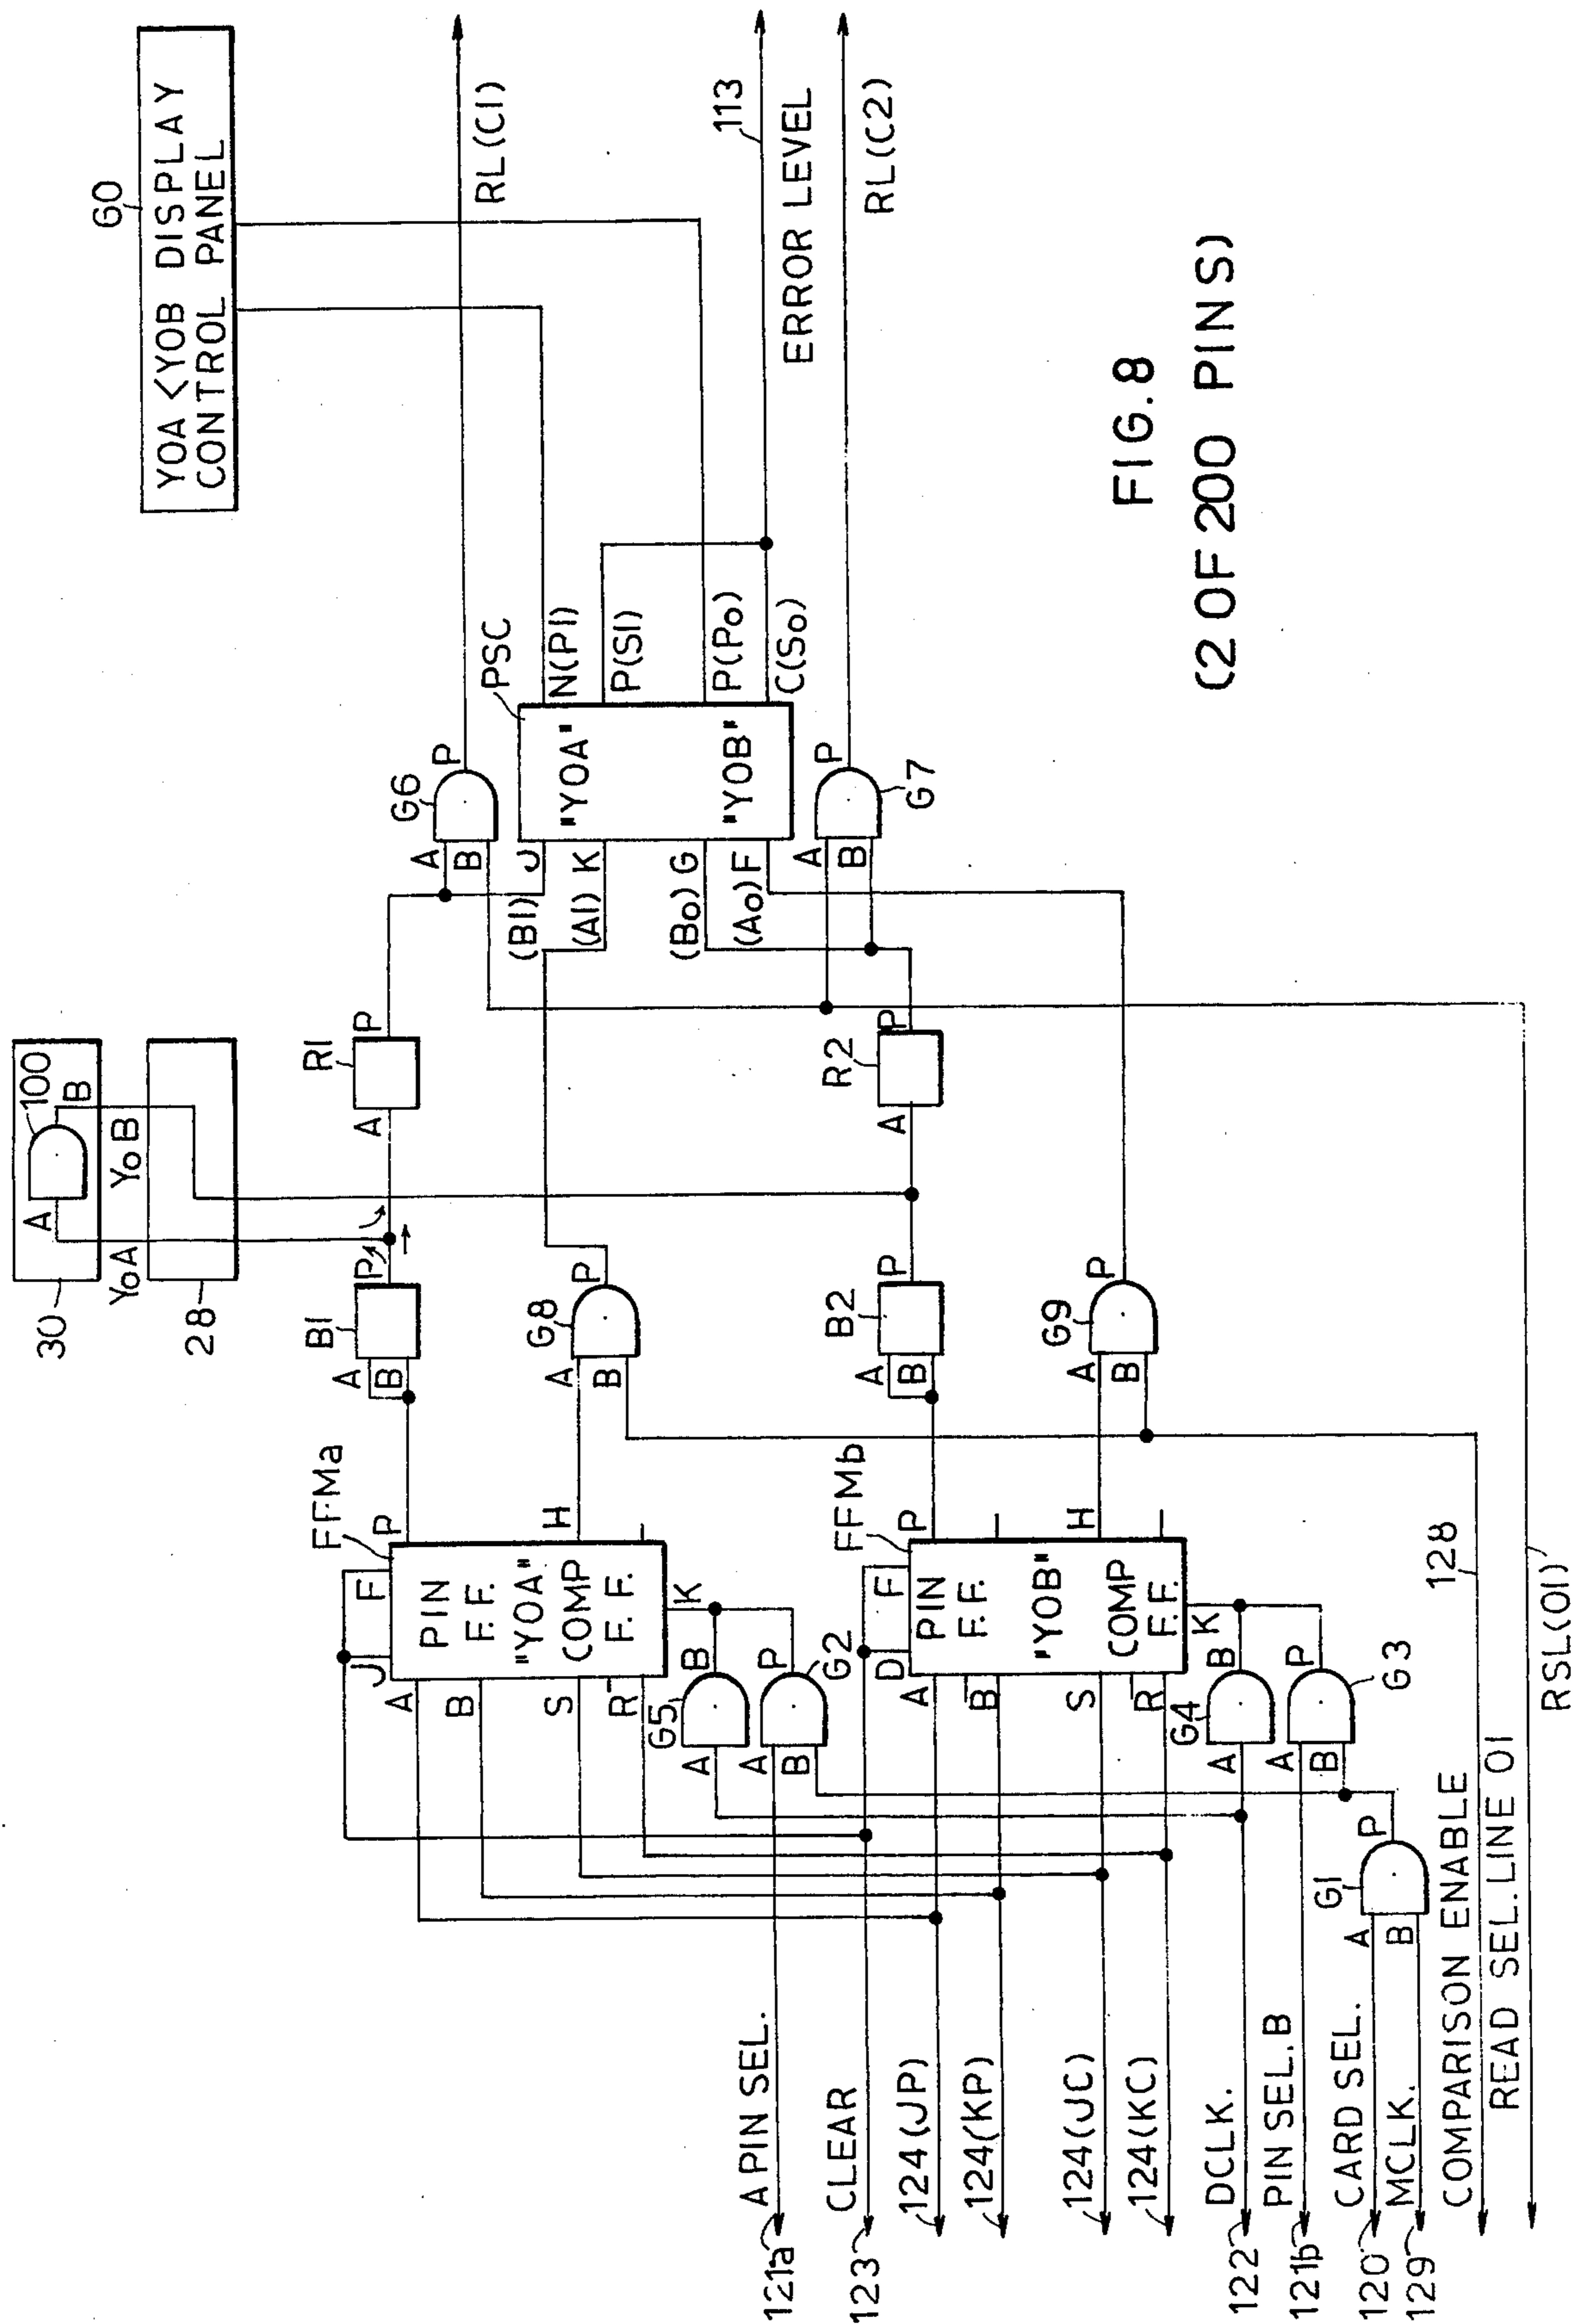 60
YOA < YOB DISPLAY
CONTROL PANEL
RL(C1)
113
ERROR LEVEL
RL(C2)
FIG. 8
(2 OF 200 PINS)
PSC
N(P1)
P(S1)
P(Po)
C(So)
"YOA"
"YOB"
G6
A
B
P
J
(B1)
K
(A1)
G
(Bo)
F
(Ao)
G7
A
B
P
30
100
A
B
YoA
YoB
28
R1
A
P
R2
A
P
B1
A
B
P
G8
A
B
P
B2
A
B
P
G9
A
B
P
FFMa
J
F
P
A
B
S
R
H
K
PIN
F.F.
"YOA"
COMP
F.F.
G5
A
B
G2
A
B
P
FFMb
D
F
P
A
B
S
R
H
K
PIN
F.F.
"YOB"
COMP
F.F.
G4
A
B
G3
A
B
P
G1
A
B
P
121a
A PIN SEL.
123
CLEAR
124(JP)
124(KP)
124(JC)
124(KC)
122
DCLK.
121b
PIN SEL. B
120
CARD SEL.
129
MCLK.
COMPARISON ENABLE
128
READ SEL. LINE 01
RSL(01)